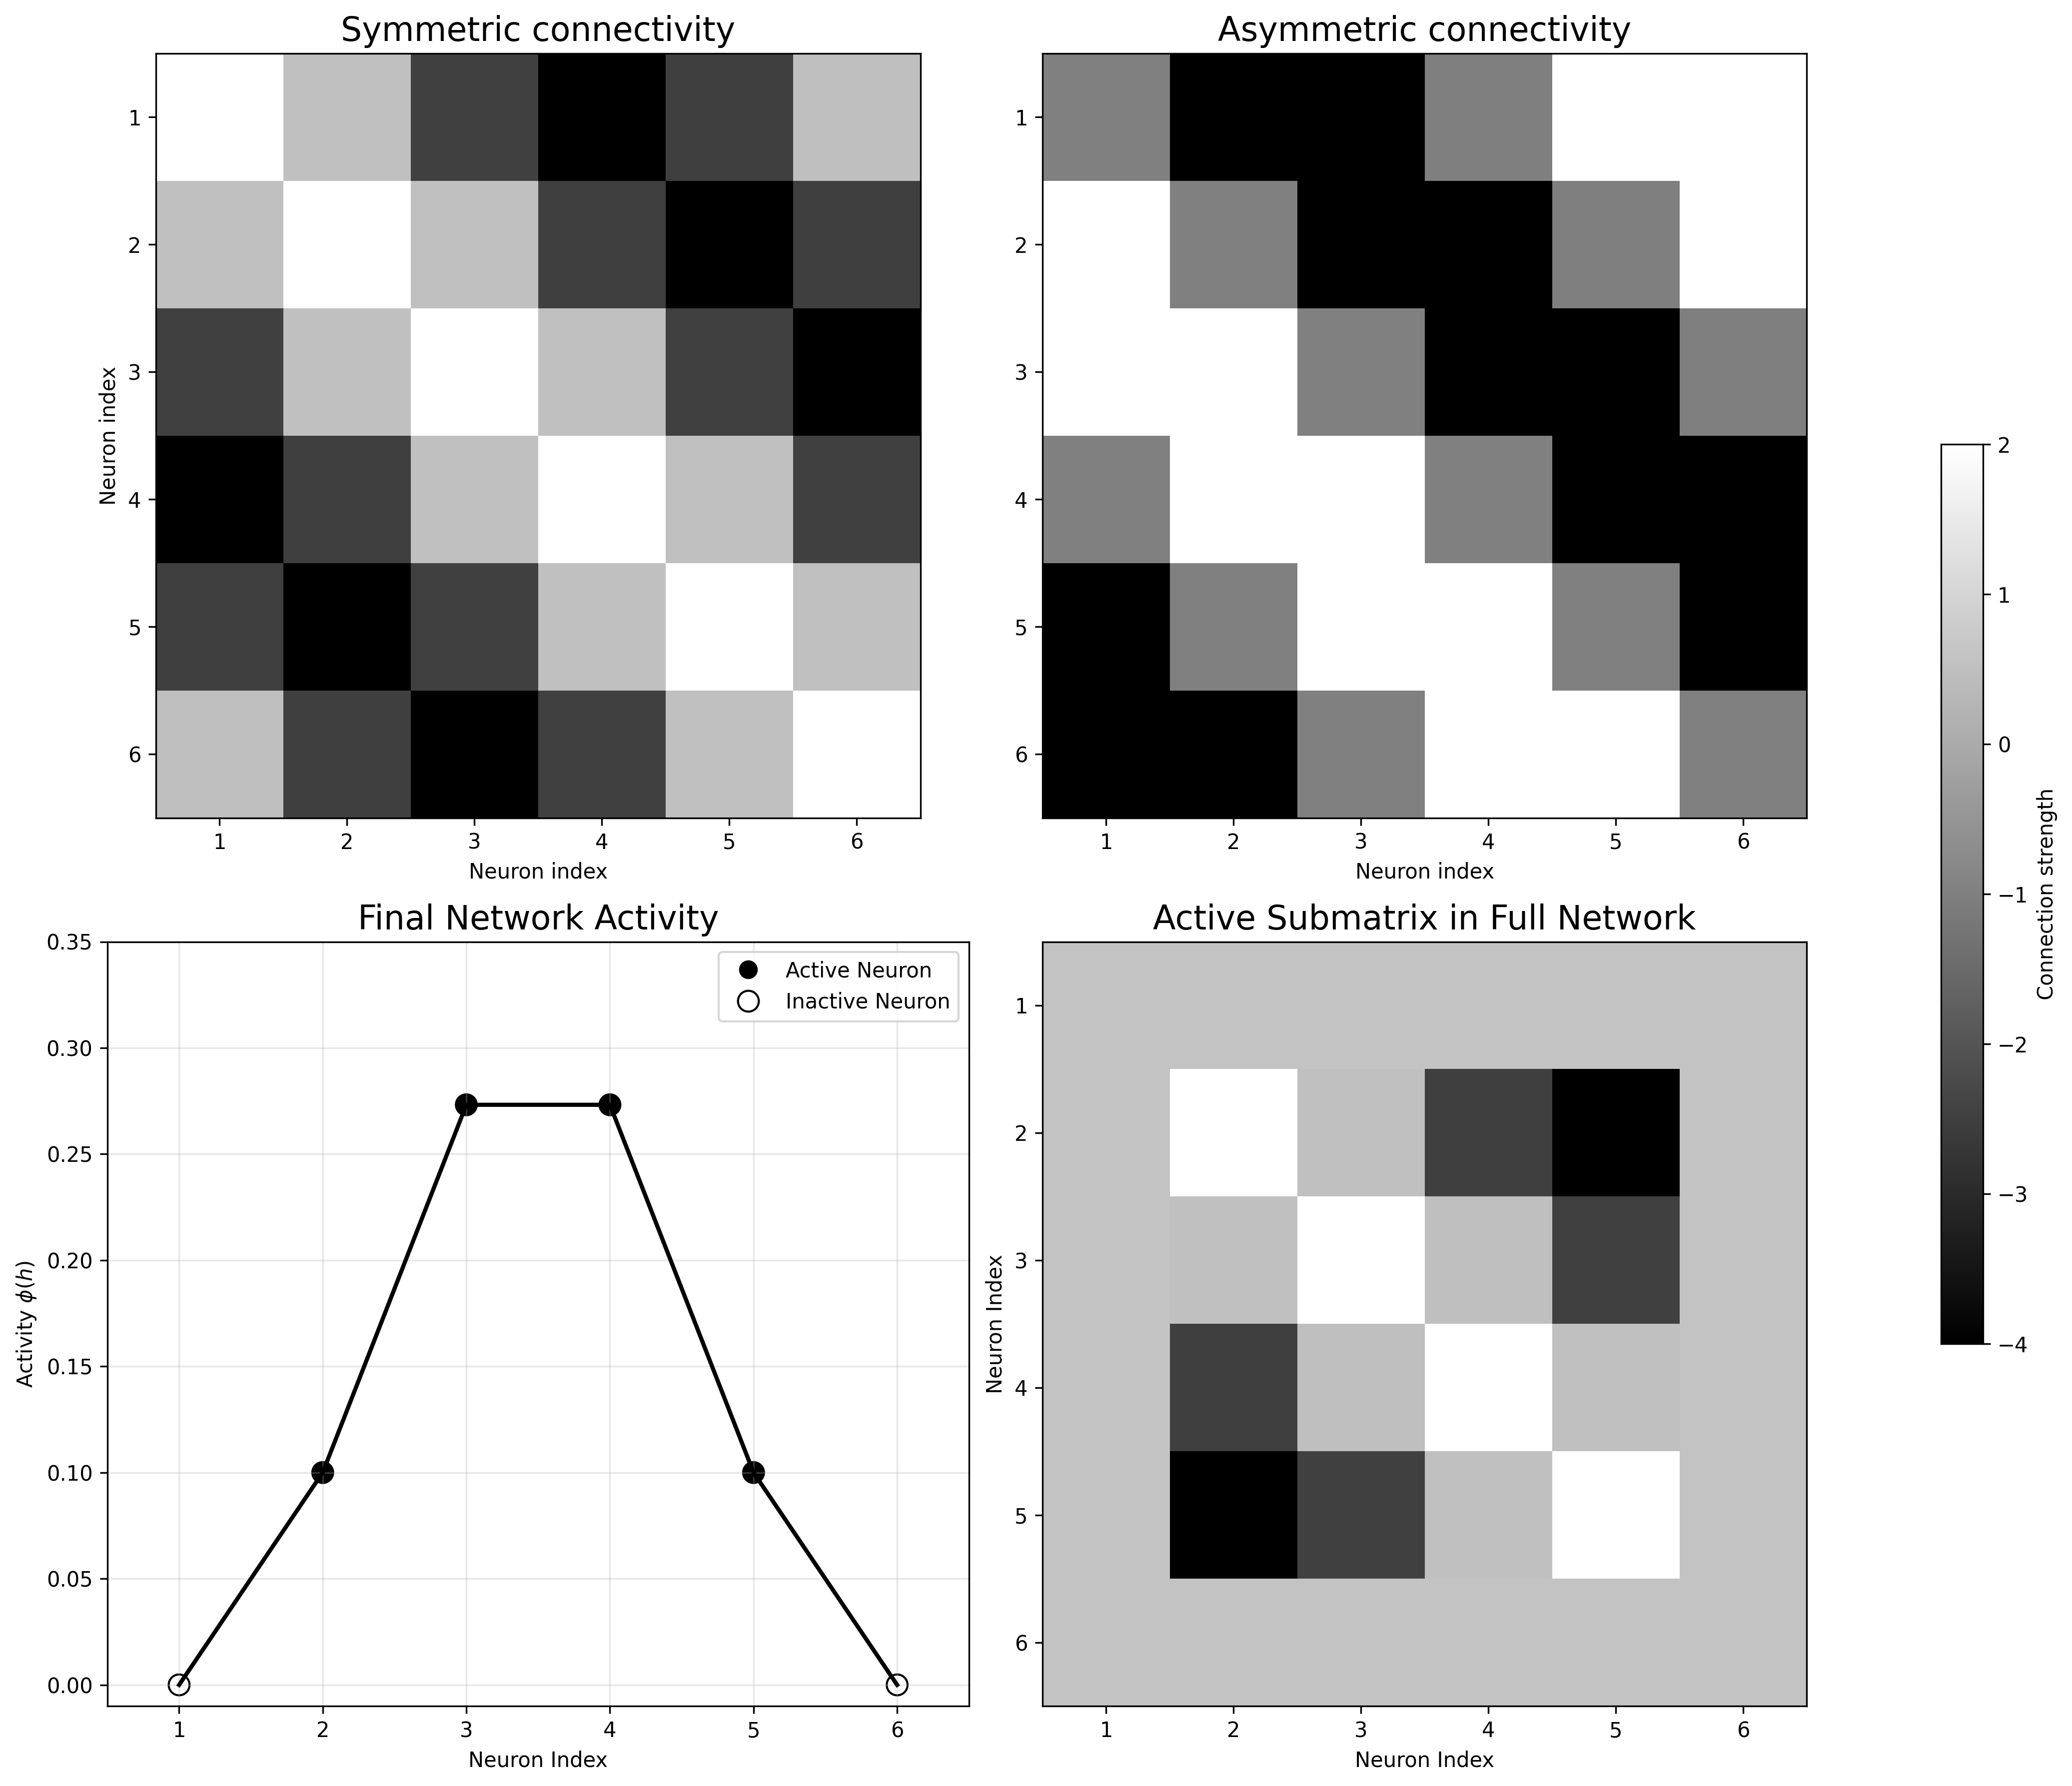 Symmetric connectivity
Neuron index
1
2
3
4
5
6
1 2 3 4 5 6
Neuron index
Asymmetric connectivity
1
2
3
4
5
6
1 2 3 4 5 6
Neuron index
Final Network Activity
Activity ϕ(h)
0.35
0.30
0.25
0.20
0.15
0.10
0.05
0.00
Active Neuron
Inactive Neuron
1 2 3 4 5 6
Neuron Index
Active Submatrix in Full Network
Neuron Index
1
2
3
4
5
6
1 2 3 4 5 6
Neuron Index
2
1
0
−1
−2
−3
−4
Connection strength